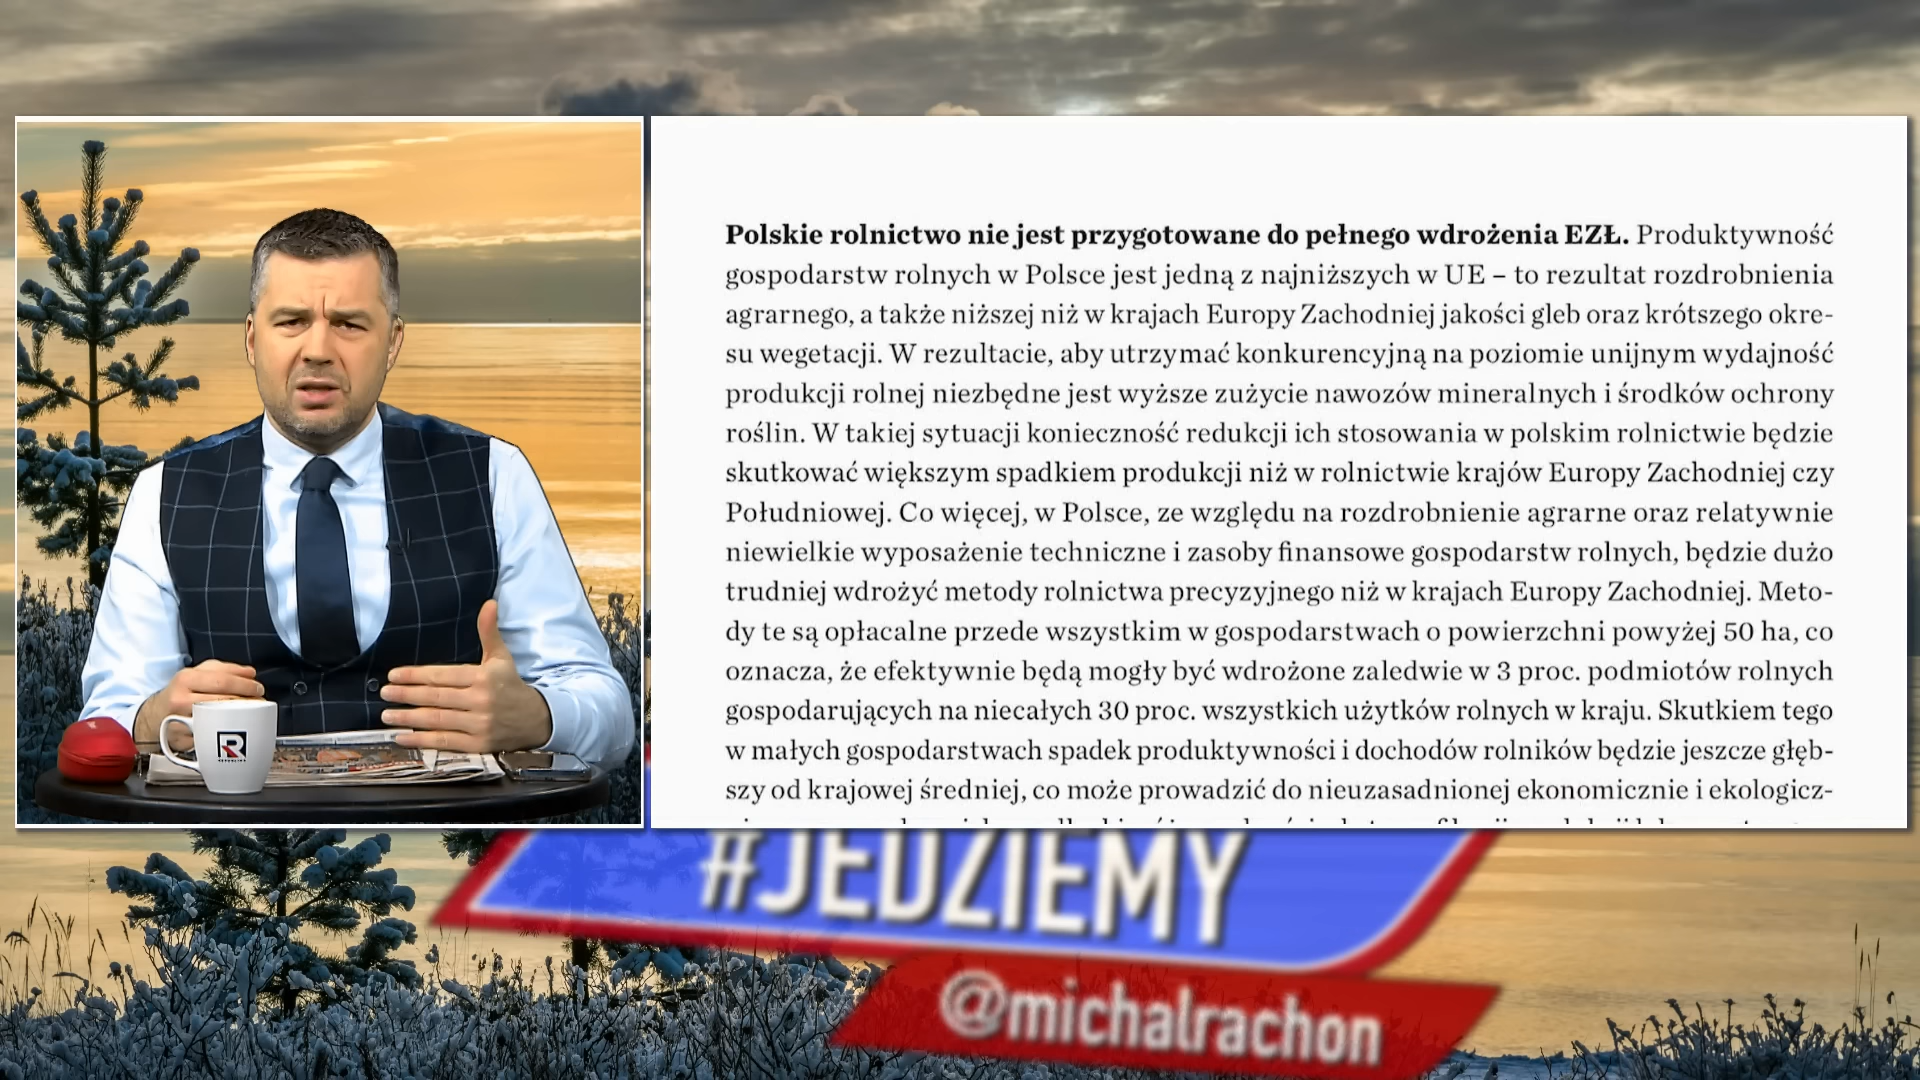 Polskie rolnictwo nie jest przygotowane do pełnego wdrożenia EZŁ. Produktywność
gospodarstw rolnych w Polsce jest jedną z najniższych w UE – to rezultat rozdrobnienia
agrarnego, a także niższej niż w krajach Europy Zachodniej jakości gleb oraz krótszego okre-
su wegetacji. W rezultacie, aby utrzymać konkurencyjną na poziomie unijnym wydajność
produkcji rolnej niezbędne jest wyższe zużycie nawozów mineralnych i środków ochrony
roślin. W takiej sytuacji konieczność redukcji ich stosowania w polskim rolnictwie będzie
skutkować większym spadkiem produkcji niż w rolnictwie krajów Europy Zachodniej czy
Południowej. Co więcej, w Polsce, ze względu na rozdrobnienie agrarne oraz relatywnie
niewielkie wyposażenie techniczne i zasoby finansowe gospodarstw rolnych, będzie dużo
trudniej wdrożyć metody rolnictwa precyzyjnego niż w krajach Europy Zachodniej. Meto-
dy te są opłacalne przede wszystkim w gospodarstwach o powierzchni powyżej 50 ha, co
oznacza, że efektywnie będą mogły być wdrożone zaledwie w 3 proc. podmiotów rolnych
gospodarujących na niecałych 30 proc. wszystkich użytków rolnych w kraju. Skutkiem tego
w małych gospodarstwach spadek produktywności i dochodów rolników będzie jeszcze głęb-
szy od krajowej średniej, co może prowadzić do nieuzasadnionej ekonomicznie i ekologicz-
R
REPUBLIKA
#JEDZIEMY
@michalrachon